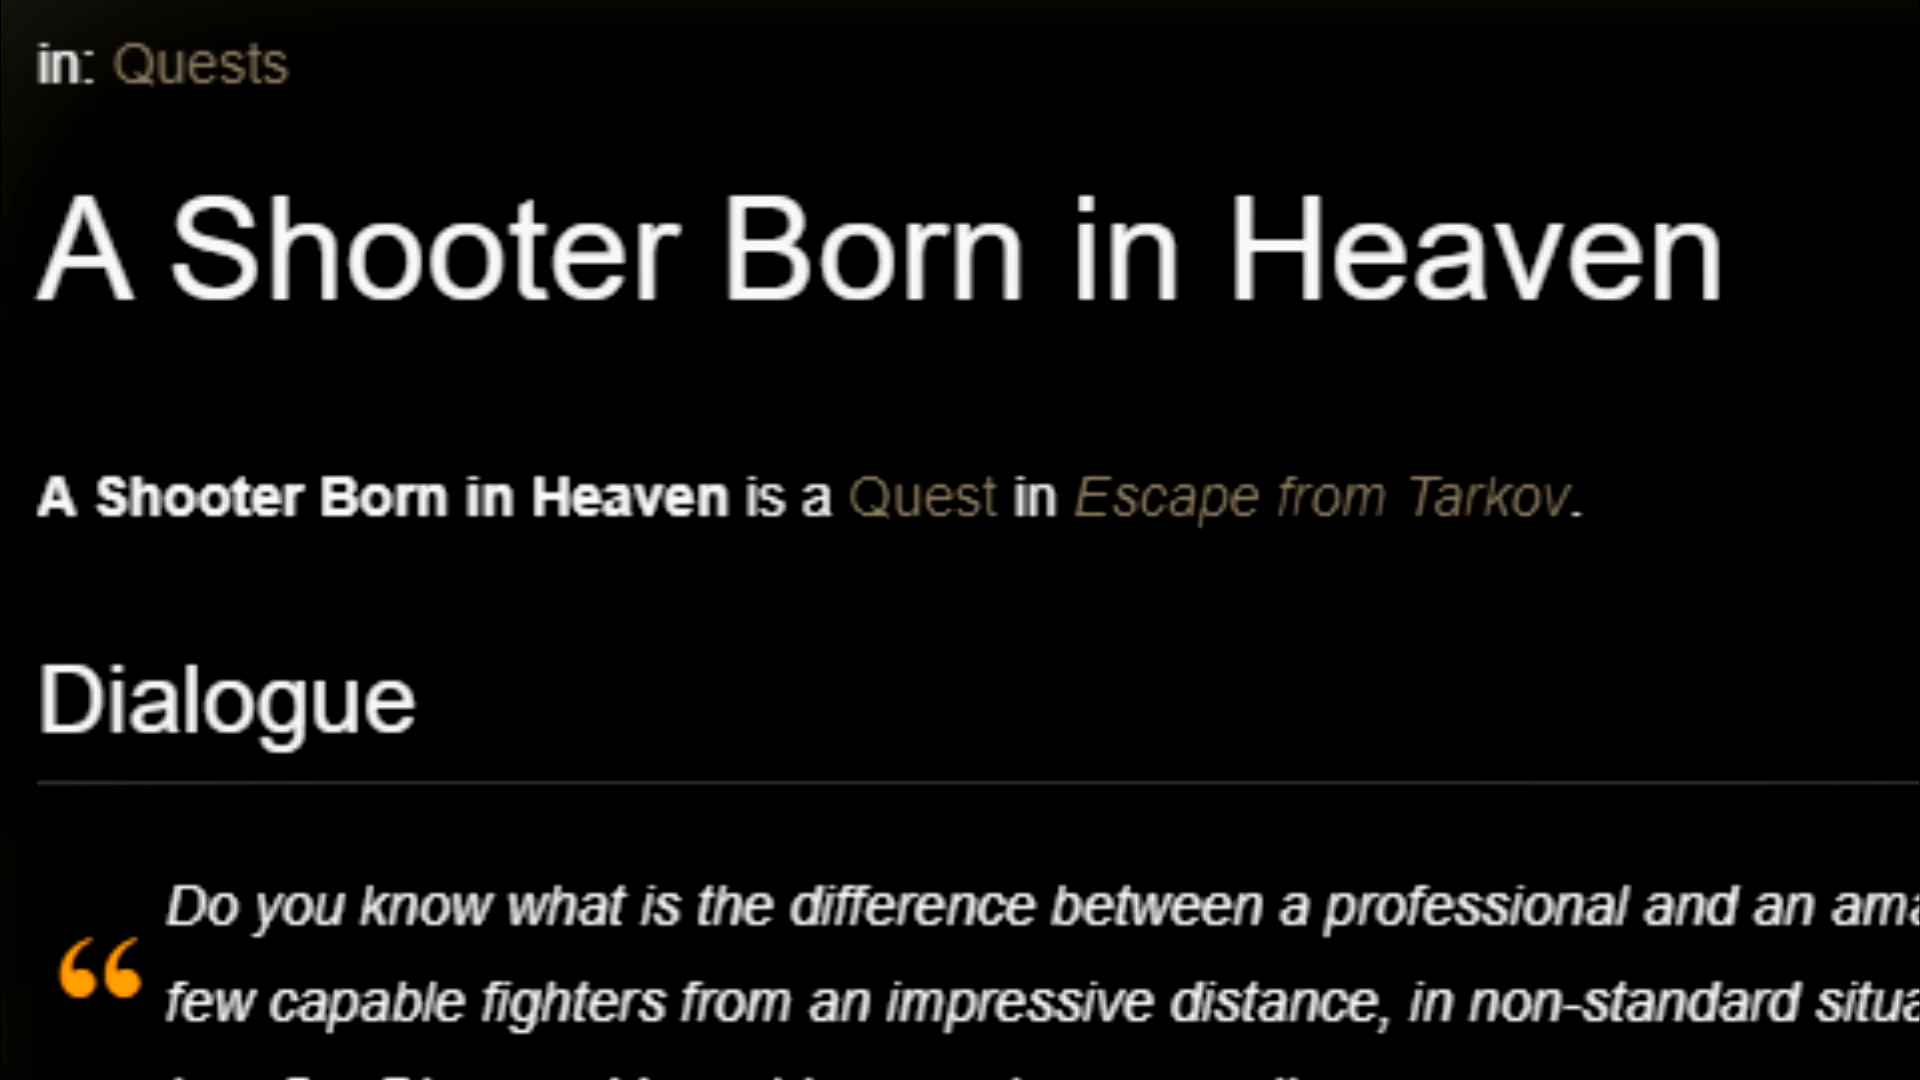 in: Quests
A Shooter Born in Heaven
A Shooter Born in Heaven is a Quest in Escape from Tarkov.
Dialogue
“ Do you know what is the difference between a professional and an
few capable fighters from an impressive distance, in non-standard